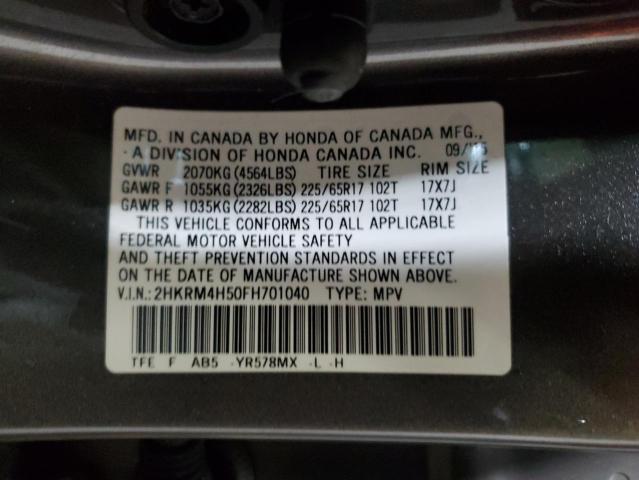 MFD. IN CANADA BY HONDA OF CANADA MFG.,
- A DIVISION OF HONDA CANADA INC.
GVWR 2070KG(4564LBS) TIRE SIZE RIM SIZE
GAWR F 1055KG(2326LBS) 225/65R17 102T 17X7J
GAWR R 1035KG(2282LBS) 225/65R17 102T 17X7J
THIS VEHICLE CONFORMS TO ALL APPLICABLE
FEDERAL MOTOR VEHICLE SAFETY
AND THEFT PREVENTION STANDARDS IN EFFECT
ON THE DATE OF MANUFACTURE SHOWN ABOVE.
V.I.N.:2HKRM4H50FH701040 TYPE: MPV
TFE F AB5 -YR578MX -L -H